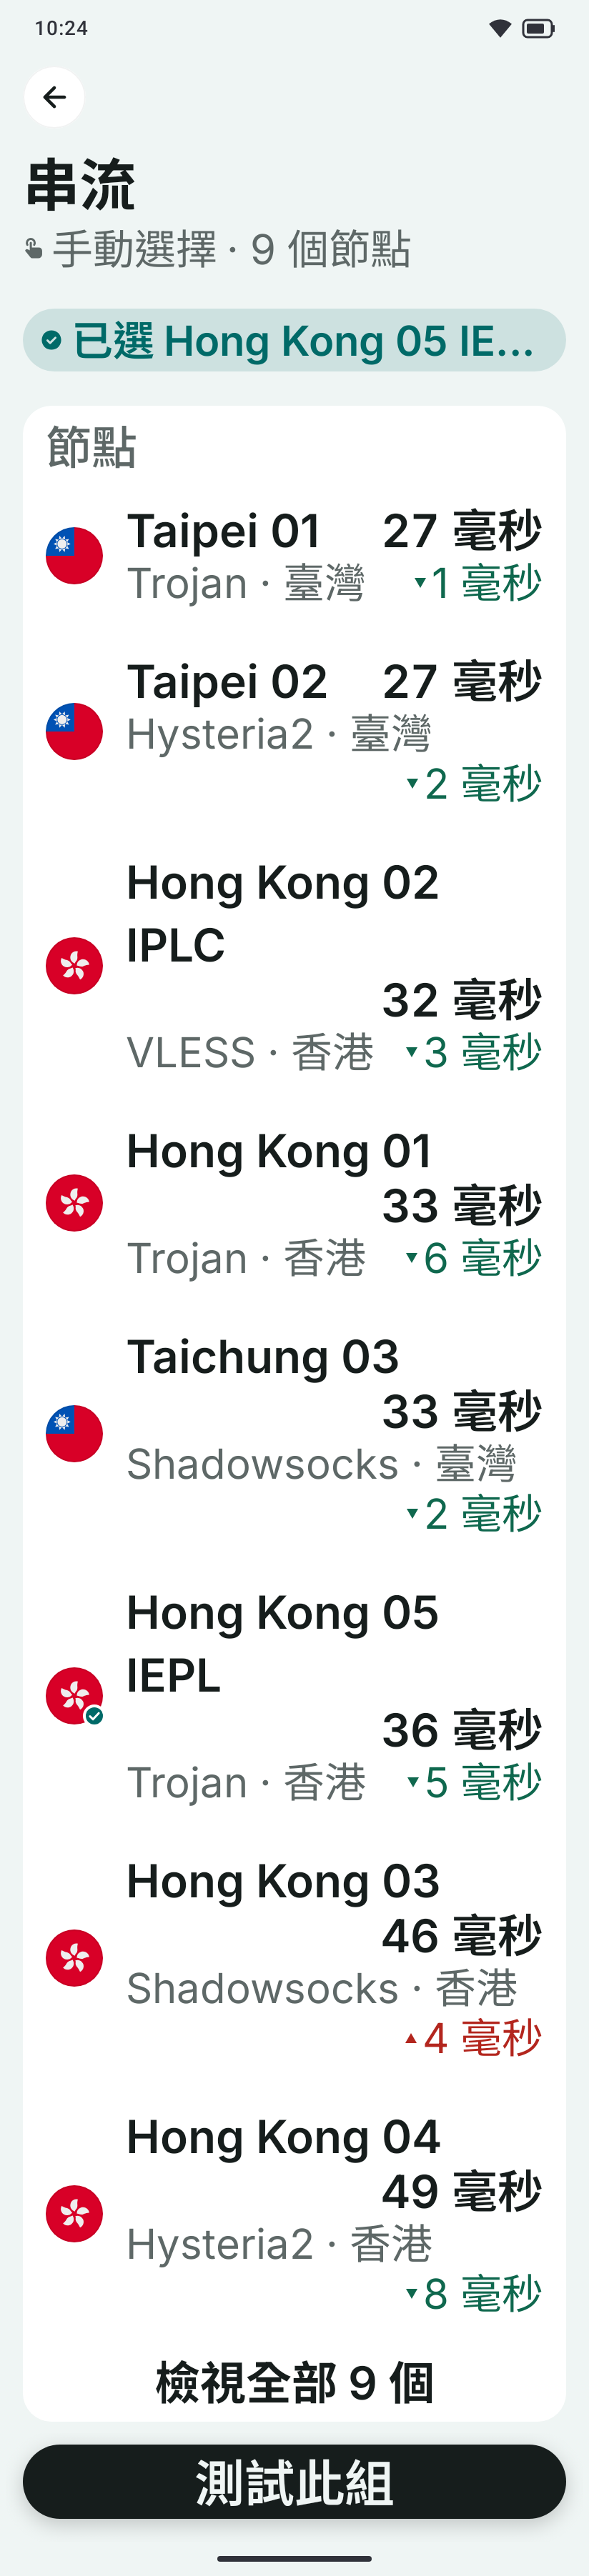 10:24
串流
手動選擇 · 9 個節點
已選 Hong Kong 05 IE...
節點
Taipei 01 27 毫秒
Trojan · 臺灣 ▼1 毫秒
Taipei 02 27 毫秒
Hysteria2 · 臺灣
▼2 毫秒
Hong Kong 02
IPLC
32 毫秒
VLESS · 香港 ▼3 毫秒
Hong Kong 01
33 毫秒
Trojan · 香港 ▼6 毫秒
Taichung 03
33 毫秒
Shadowsocks · 臺灣
▼2 毫秒
Hong Kong 05
IEPL
36 毫秒
Trojan · 香港 ▼5 毫秒
Hong Kong 03
46 毫秒
Shadowsocks · 香港
▲4 毫秒
Hong Kong 04
49 毫秒
Hysteria2 · 香港
▼8 毫秒
檢視全部 9 個
測試此組